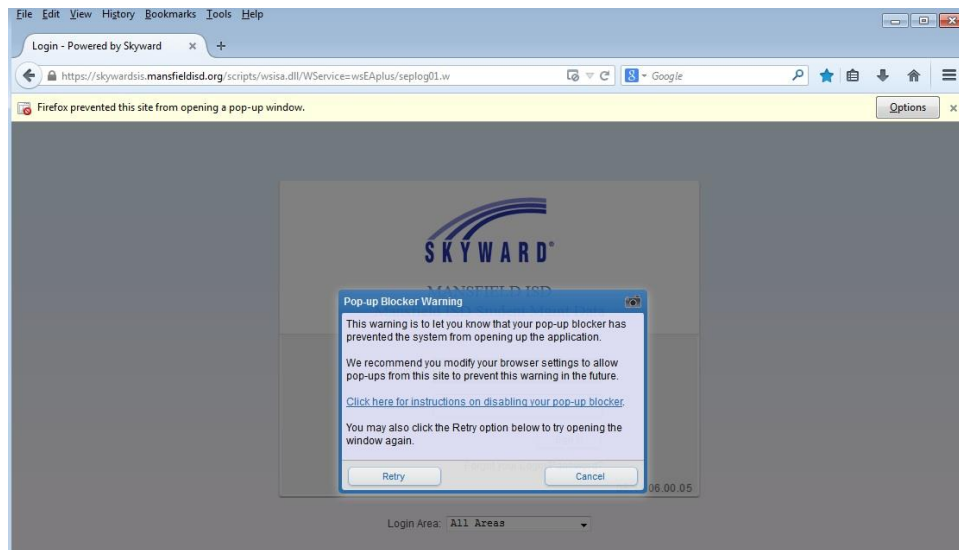 File Edit View History Bookmarks Tools Help
Login - Powered by Skyward × +
https://skywardsis.mansfieldisd.org/scripts/wsisa.dll/WService=wsEAplus/seplog01.w Google
Firefox prevented this site from opening a pop-up window. Options ×
SKYWARD®
MANSFIELD ISD
Pop-up Blocker Warning
This warning is to let you know that your pop-up blocker has
prevented the system from opening up the application.
We recommend you modify your browser settings to allow
pop-ups from this site to prevent this warning in the future.
Click here for instructions on disabling your pop-up blocker.
You may also click the Retry option below to try opening the
window again.
Retry Cancel
06.00.05
Login Area: All Areas